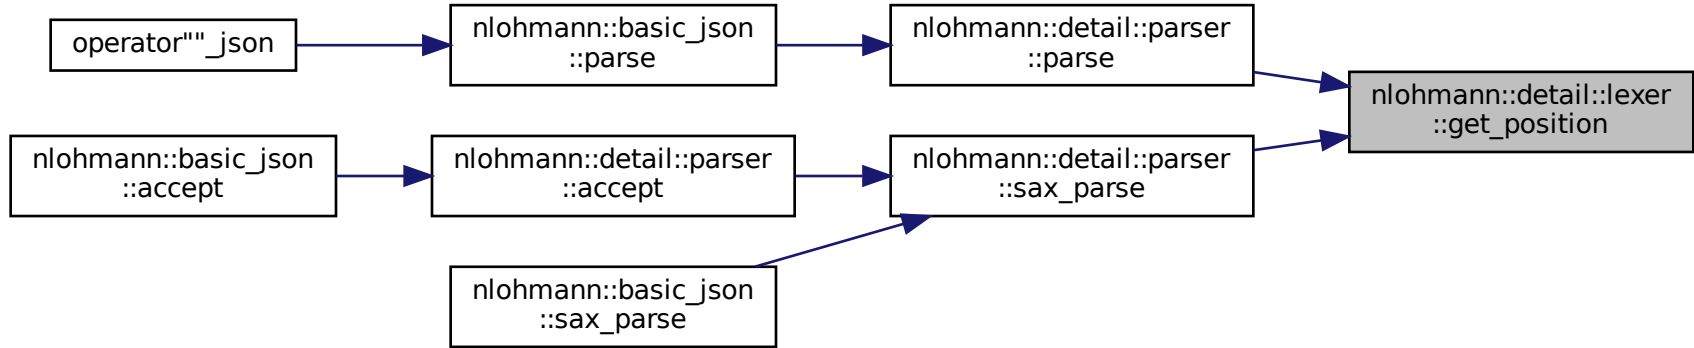 operator""_json
nlohmann::basic_json
::parse
nlohmann::detail::parser
::parse
nlohmann::detail::lexer
::get_position
nlohmann::basic_json
::accept
nlohmann::detail::parser
::accept
nlohmann::detail::parser
::sax_parse
nlohmann::basic_json
::sax_parse